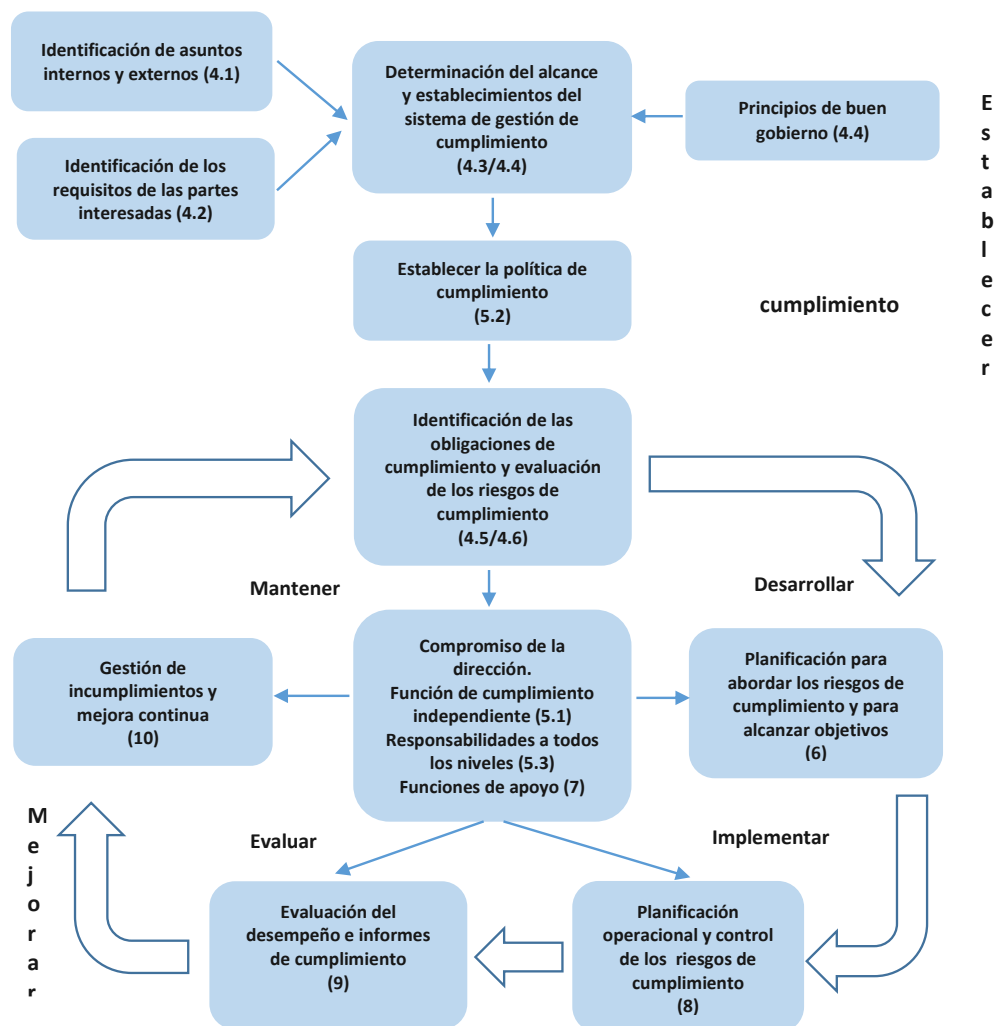 Identificación de asuntos
internos y externos (4.1)
Determinación del alcance
y establecimientos del
sistema de gestión de
cumplimiento
(4.3/4.4)
Principios de buen
gobierno (4.4)
Identificación de los
requisitos de las partes
interesadas (4.2)
Establecer
Establecer la política de
cumplimiento
(5.2)
cumplimiento
Identificación de las
obligaciones de
cumplimiento y evaluación
de los riesgos de
cumplimiento
(4.5/4.6)
Mantener
Desarrollar
Gestión de
incumplimientos y
mejora continua
(10)
Compromiso de la
dirección.
Función de cumplimiento
independiente (5.1)
Responsabilidades a todos
los niveles (5.3)
Funciones de apoyo (7)
Planificación para
abordar los riesgos de
cumplimiento y para
alcanzar objetivos
(6)
Mejorar
Evaluar
Implementar
Evaluación del
desempeño e informes
de cumplimiento
(9)
Planificación
operacional y control
de los riesgos de
cumplimiento
(8)